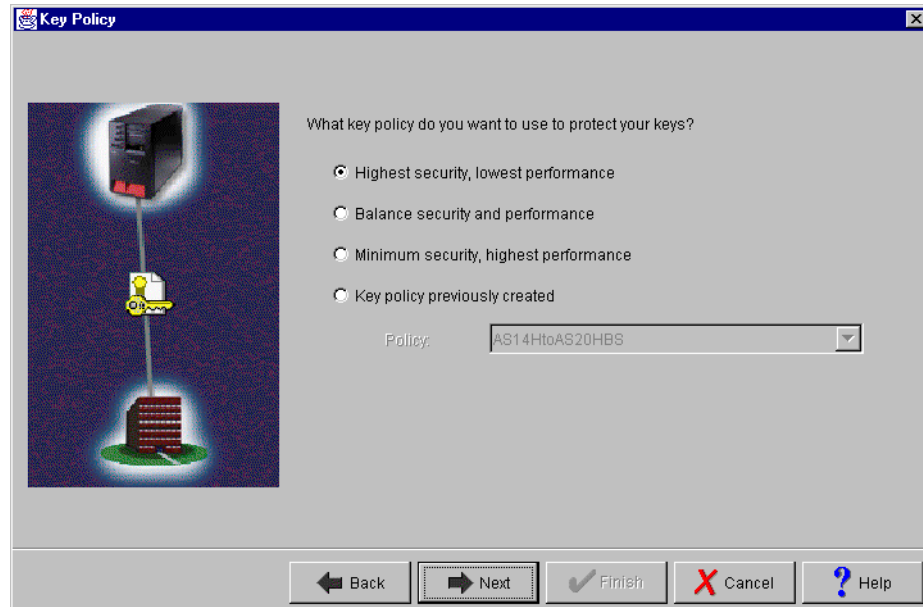 Key Policy
What key policy do you want to use to protect your keys?
Highest security, lowest performance
Balance security and performance
Minimum security, highest performance
Key policy previously created
Policy:
AS14HtoAS20HBS
Back
Next
Finish
Cancel
Help